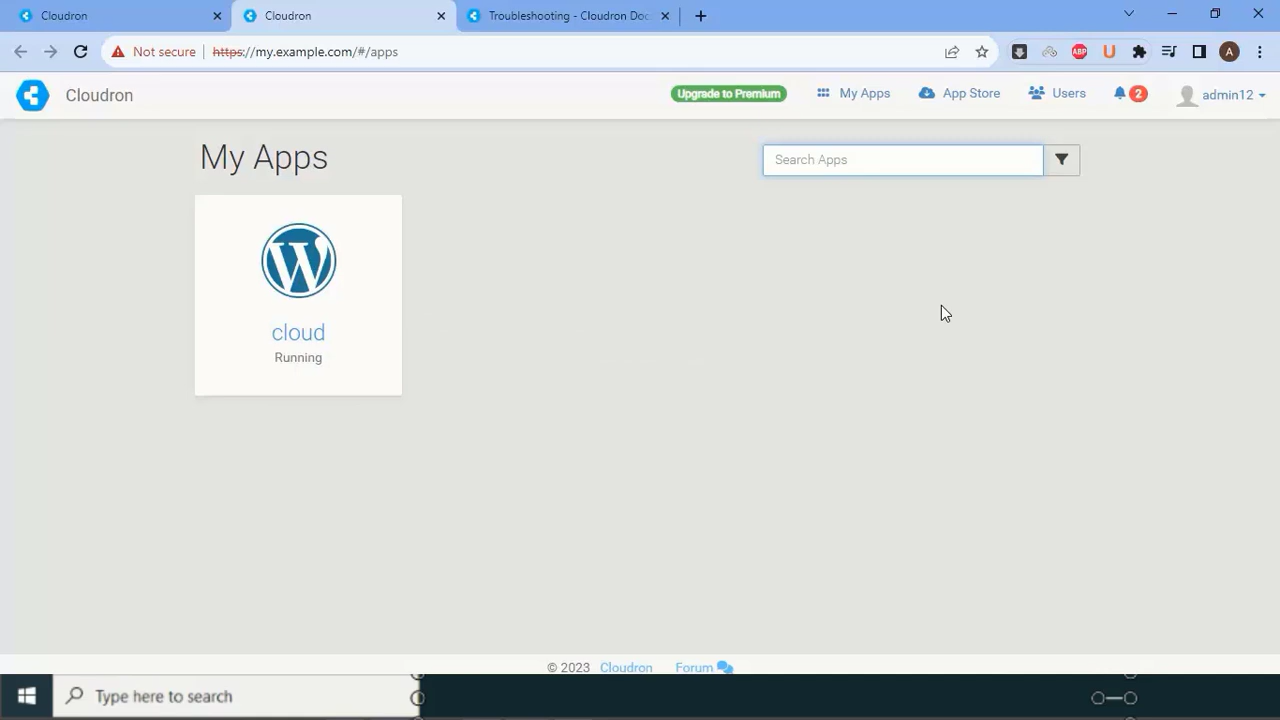 Cloudron
Cloudron
Troubleshooting - Cloudron Doc
Not secure
https://my.example.com/#/apps
A
Cloudron
Upgrade to Premium
My Apps
App Store
Users
2
admin12
My Apps
Search Apps
cloud
Running
© 2023 Cloudron Forum
Type here to search